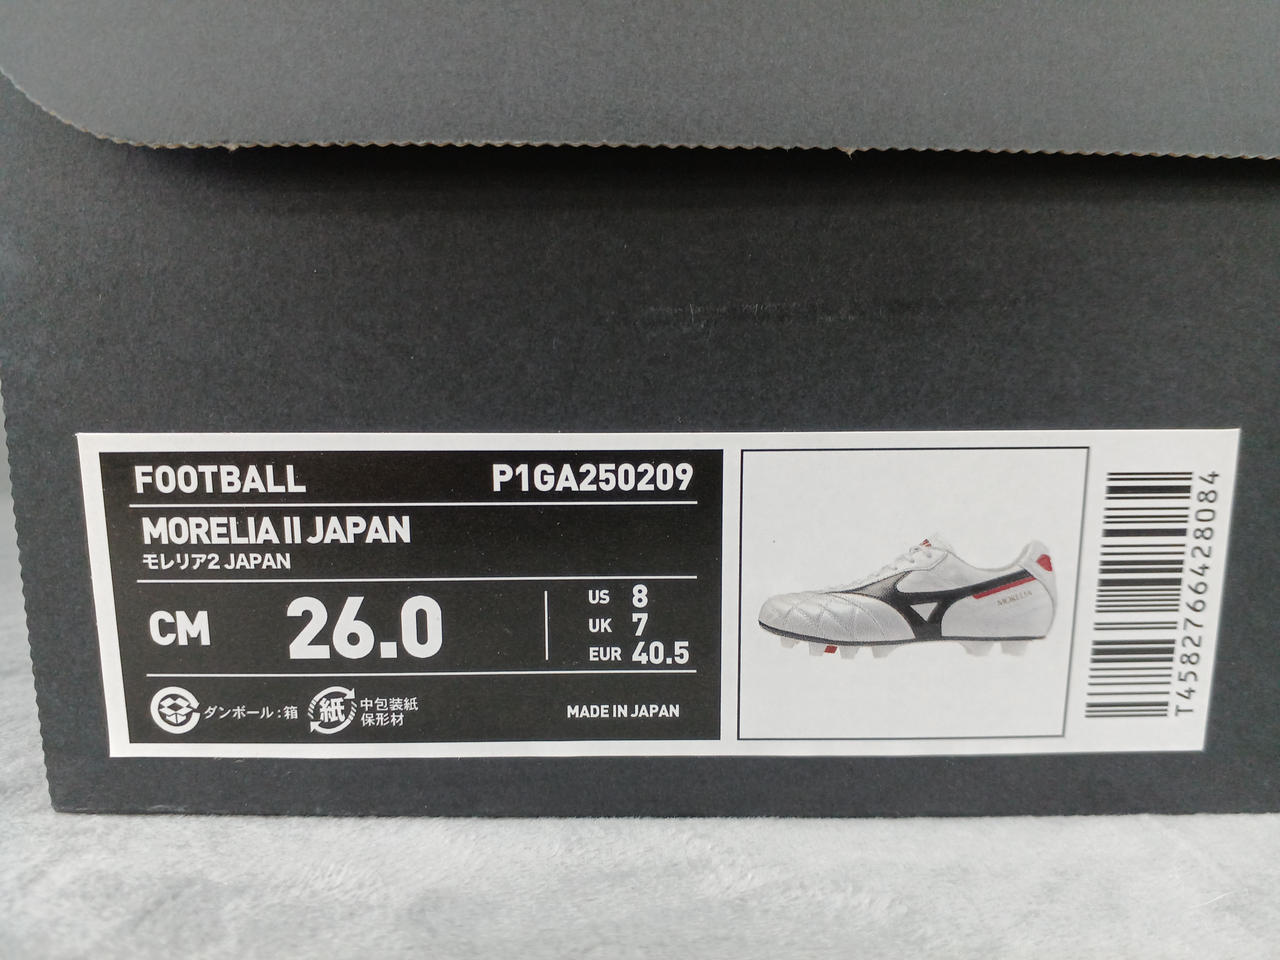 FOOTBALL P1GA250209
MORELIA II JAPAN
モレリア2 JAPAN
CM 26.0
US 8
UK 7
EUR 40.5
ダンボール:箱
紙
中包装紙
保形材
MADE IN JAPAN
MORELIA
T4582766428084